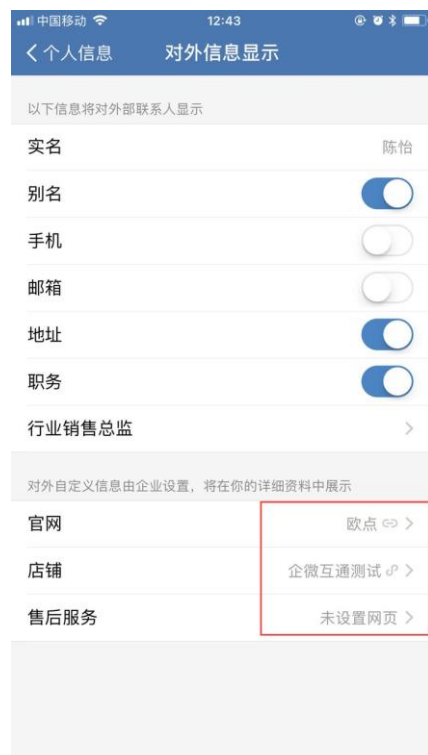 中国移动 12:43
个人信息 对外信息显示
以下信息将对外部联系人显示
实名 陈怡
别名
手机
邮箱
地址
职务
行业销售总监
对外自定义信息由企业设置，将在你的详细资料中展示
官网 欧点
店铺 企微互通测试
售后服务 未设置网页